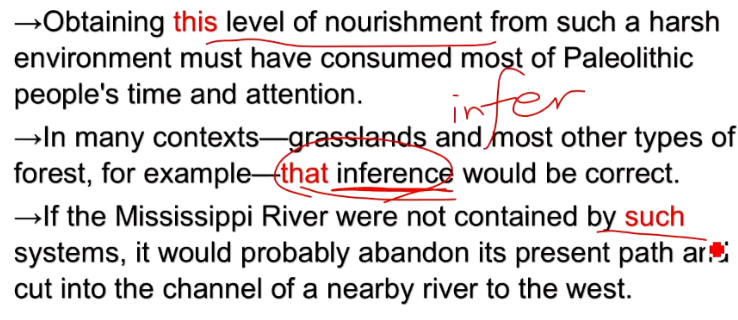 →Obtaining this level of nourishment from such a harsh
environment must have consumed most of Paleolithic
people's time and attention.
infer
→In many contexts—grasslands and most other types of
forest, for example—that inference would be correct.
→If the Mississippi River were not contained by such
systems, it would probably abandon its present path and
cut into the channel of a nearby river to the west.